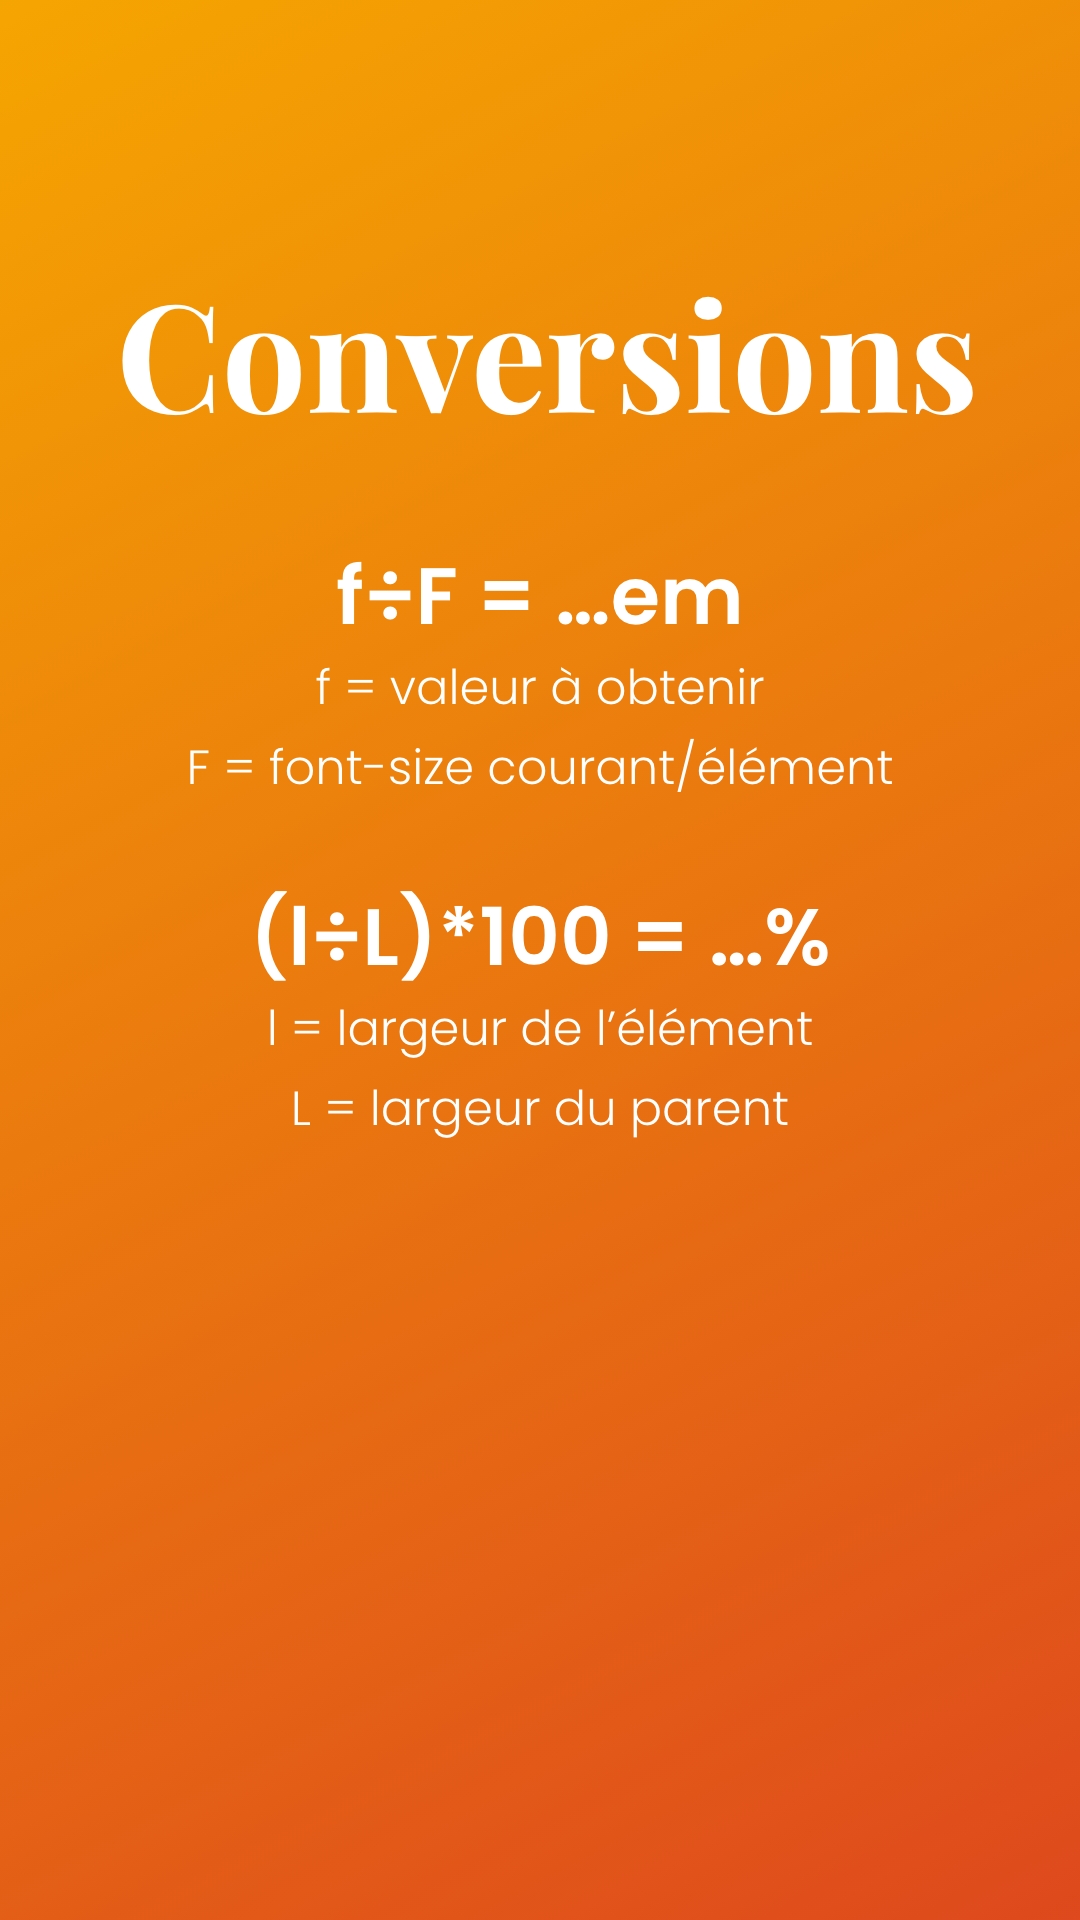 Conversions
f÷F = ...em
f = valeur à obtenir
F = font-size courant/élément
(l÷L)*100 = ...%
l = largeur de l’élément
L = largeur du parent